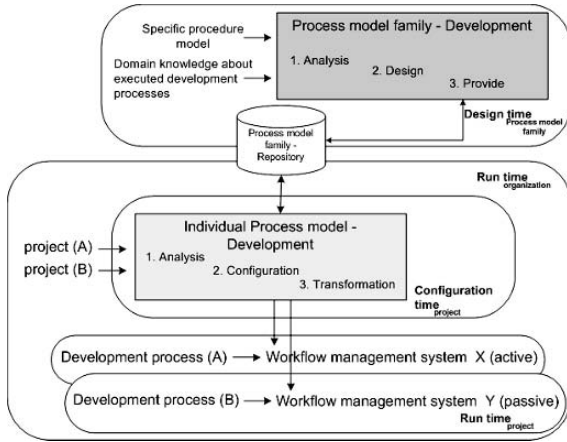 Specific procedure
model
Domain knowledge about
executed development
processes
Process model family - Development
1. Analysis
2. Design
3. Provide
Design time
Process model
family
Process model
family -
Repository
Run time
organization
Individual Process model -
Development
1. Analysis
2. Configuration
3. Transformation
project (A)
project (B)
Configuration
time
project
Development process (A)
Workflow management system X (active)
Development process (B)
Workflow management system Y (passive)
Run time
project